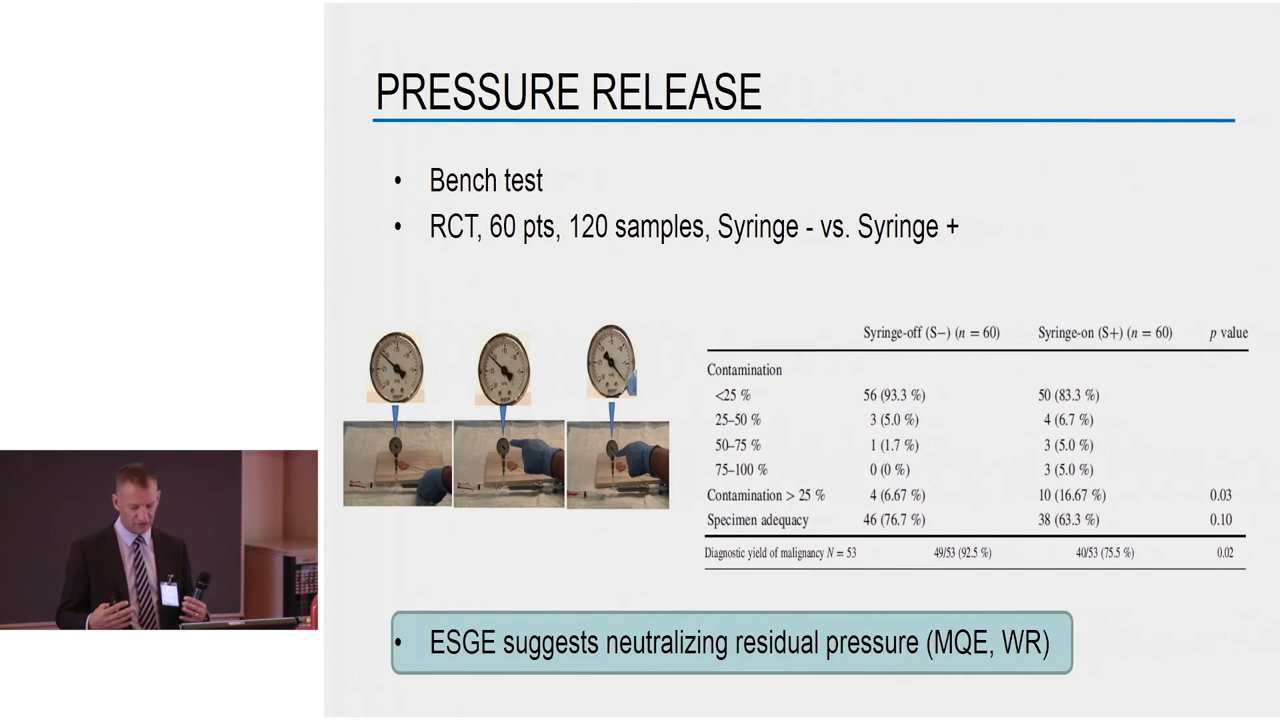 PRESSURE RELEASE
• Bench test
• RCT, 60 pts, 120 samples, Syringe - vs. Syringe +
Syringe-off (S−) (n = 60) Syringe-on (S+) (n = 60) p value
Contamination
<25 % 56 (93.3 %) 50 (83.3 %)
25–50 % 3 (5.0 %) 4 (6.7 %)
50–75 % 1 (1.7 %) 3 (5.0 %)
75–100 % 0 (0 %) 3 (5.0 %)
Contamination > 25 % 4 (6.67 %) 10 (16.67 %) 0.03
Specimen adequacy 46 (76.7 %) 38 (63.3 %) 0.10
Diagnostic yield of malignancy N = 53 49/53 (92.5 %) 40/53 (75.5 %) 0.02
• ESGE suggests neutralizing residual pressure (MQE, WR)